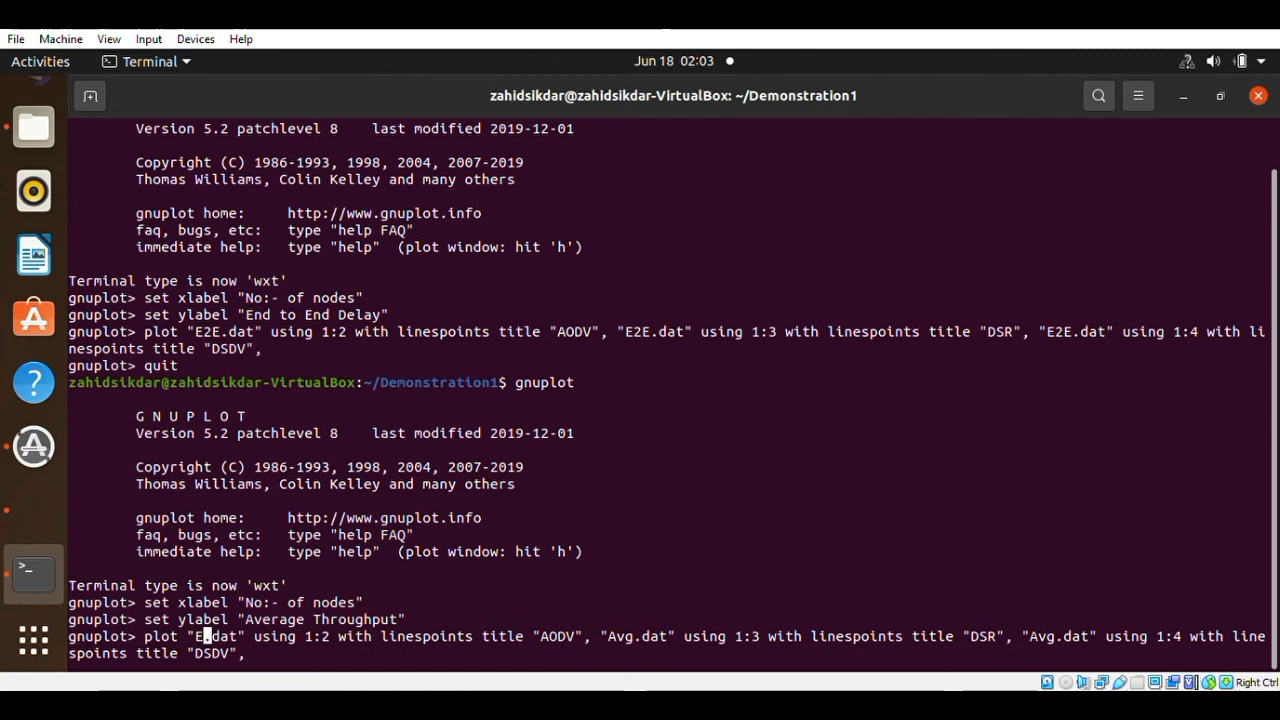 File Machine View Input Devices Help
Activities Terminal Jun 18 02:03
zahidsikdar@zahidsikdar-VirtualBox: ~/Demonstration1
Version 5.2 patchlevel 8 last modified 2019-12-01
Copyright (C) 1986-1993, 1998, 2004, 2007-2019
Thomas Williams, Colin Kelley and many others
gnuplot home: http://www.gnuplot.info
faq, bugs, etc: type "help FAQ"
immediate help: type "help" (plot window: hit 'h')
Terminal type is now 'wxt'
gnuplot> set xlabel "No:- of nodes"
gnuplot> set ylabel "End to End Delay"
gnuplot> plot "E2E.dat" using 1:2 with linespoints title "AODV", "E2E.dat" using 1:3 with linespoints title "DSR", "E2E.dat" using 1:4 with li
nespoints title "DSDV",
gnuplot> quit
zahidsikdar@zahidsikdar-VirtualBox:~/Demonstration1$ gnuplot
G N U P L O T
Version 5.2 patchlevel 8 last modified 2019-12-01
Copyright (C) 1986-1993, 1998, 2004, 2007-2019
Thomas Williams, Colin Kelley and many others
gnuplot home: http://www.gnuplot.info
faq, bugs, etc: type "help FAQ"
immediate help: type "help" (plot window: hit 'h')
Terminal type is now 'wxt'
gnuplot> set xlabel "No:- of nodes"
gnuplot> set ylabel "Average Throughput"
gnuplot> plot "E.dat" using 1:2 with linespoints title "AODV", "Avg.dat" using 1:3 with linespoints title "DSR", "Avg.dat" using 1:4 with line
spoints title "DSDV",
Right Ctrl